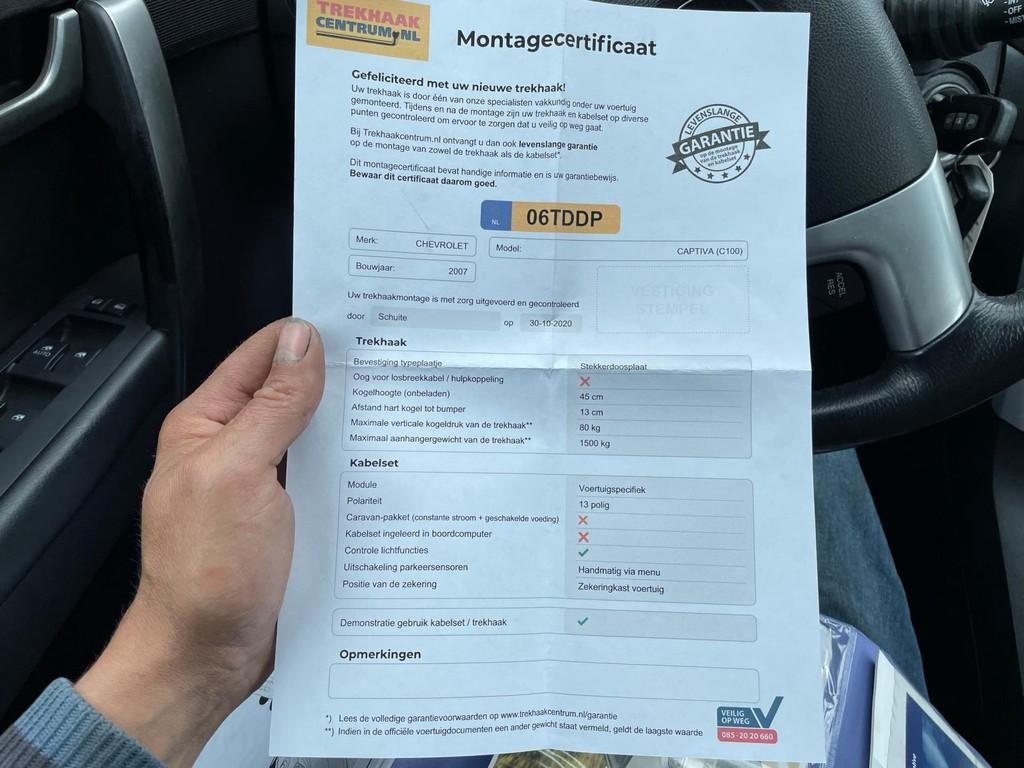 TREKHAAK
CENTRUM.NL
Montagecertificaat
Gefeliciteerd met uw nieuwe trekhaak!
Uw trekhaak is door één van onze specialisten vakkundig onder uw voertuig
gemonteerd. Tijdens en na de montage zijn uw trekhaak en kabelset op diverse
punten gecontroleerd om ervoor te zorgen dat u veilig op weg gaat.
Bij Trekhaakcentrum.nl ontvangt u dan ook levenslange garantie
op de montage van zowel de trekhaak als de kabelset*.
Dit montagecertificaat bevat handige informatie en is uw garantiebewijs.
Bewaar dit certificaat daarom goed.
LEVENSLANGE
GARANTIE
op de montage
van de trekhaak
en kabelset
NL 06TDDP
Merk: CHEVROLET Model: CAPTIVA (C100)
Bouwjaar: 2007
VESTIGING
STEMPEL
Uw trekhaakmontage is met zorg uitgevoerd en gecontroleerd
door Schuite op 30-10-2020
Trekhaak
Bevestiging typeplaatje Stekkerdoosplaat
Oog voor losbreekkabel / hulpkoppeling ❌
Kogelhoogte (onbeladen) 45 cm
Afstand hart kogel tot bumper 13 cm
Maximale verticale kogeldruk van de trekhaak** 80 kg
Maximaal aanhangergewicht van de trekhaak** 1500 kg
Kabelset
Module Voertuigspecifiek
Polariteit 13 polig
Caravan-pakket (constante stroom + geschakelde voeding) ❌
Kabelset ingeleerd in boordcomputer ❌
Controle lichtfuncties ✓
Uitschakeling parkeersensoren Handmatig via menu
Positie van de zekering Zekeringkast voertuig
Demonstratie gebruik kabelset / trekhaak ✓
Opmerkingen
*) Lees de volledige garantievoorwaarden op www.trekhaakcentrum.nl/garantie
**) Indien in de officiële voertuigdocumenten een ander gewicht staat vermeld, geldt de laagste waarde
VEILIG
OP WEG
085 - 20 20 660
AUTO
ACCEL
RES
- OFF
- MIST